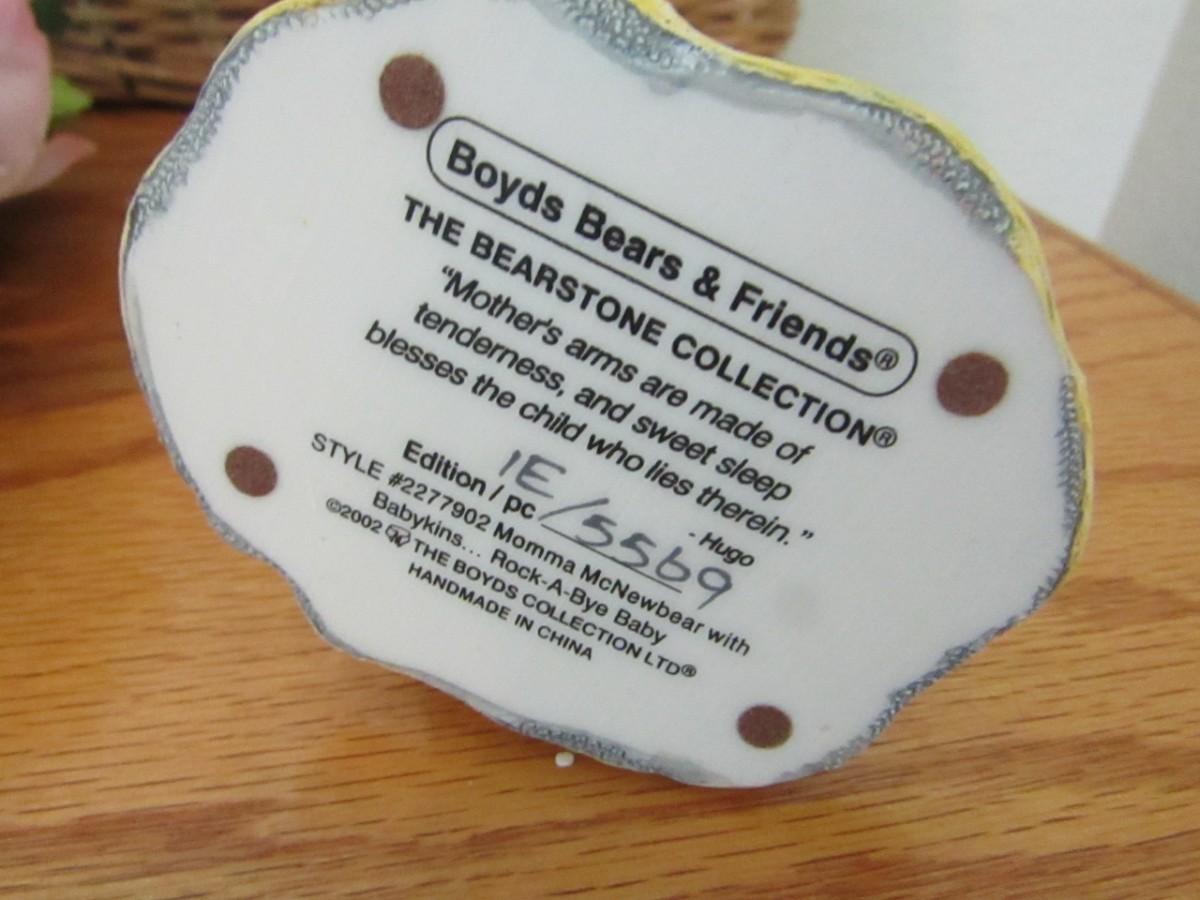 Boyds Bears & Friends®
THE BEARSTONE COLLECTION®
"Mother's arms are made of
tenderness, and sweet sleep
blesses the child who lies therein."
- Hugo
Edition / pc 1E/5569
STYLE #2277902 Momma McNewbear with
Babykins... Rock-A-Bye Baby
©2002 THE BOYDS COLLECTION LTD®
HANDMADE IN CHINA